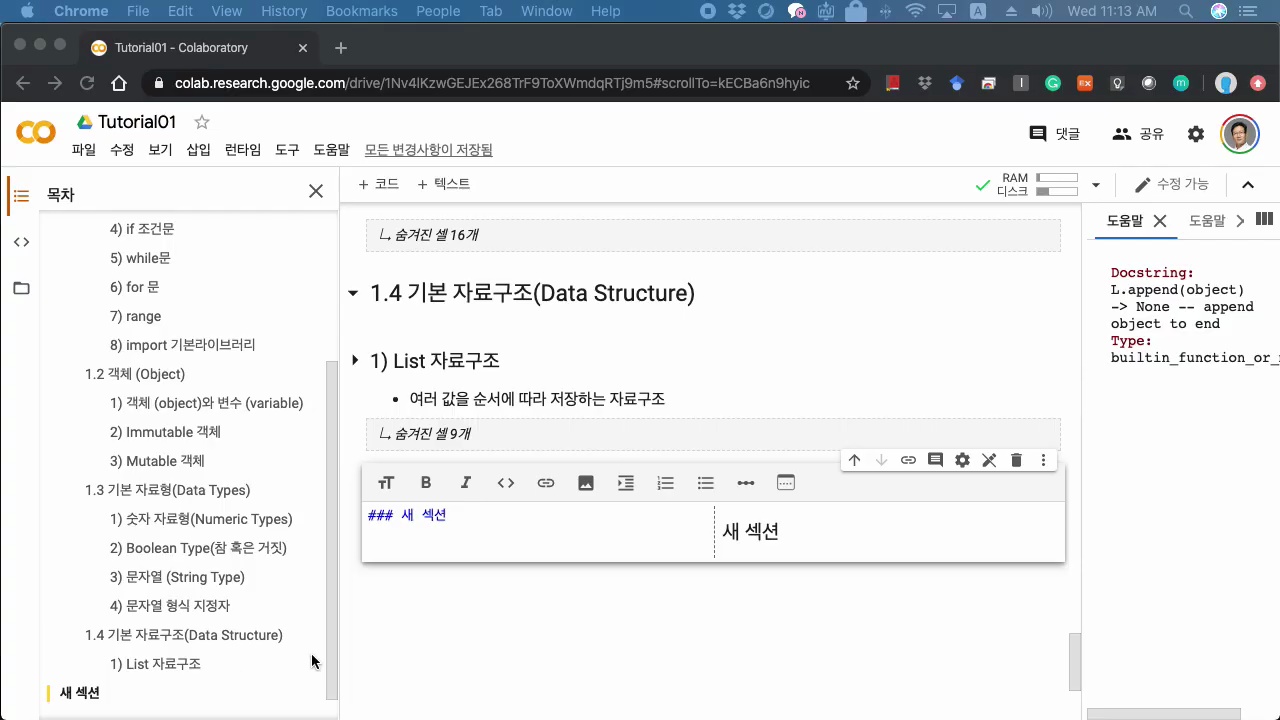 Chrome File Edit View History Bookmarks People Tab Window Help Wed 11:13 AM
Tutorial01 - Colaboratory
colab.research.google.com/drive/1Nv4lKzwGEJEx268TrF9ToXWmdqRTj9m5#scrollTo=kECBa6n9hyic
Tutorial01
댓글 공유
파일 수정 보기 삽입 런타임 도구 도움말 모든 변경사항이 저장됨
목차
+ 코드 + 텍스트
RAM
디스크
수정 가능
4) if 조건문
5) while문
6) for 문
7) range
8) import 기본라이브러리
1.2 객체 (Object)
1) 객체 (object)와 변수 (variable)
2) Immutable 객체
3) Mutable 객체
1.3 기본 자료형(Data Types)
1) 숫자 자료형(Numeric Types)
2) Boolean Type(참 혹은 거짓)
3) 문자열 (String Type)
4) 문자열 형식 지정자
1.4 기본 자료구조(Data Structure)
1) List 자료구조
새 섹션
숨겨진 셀 16개
1.4 기본 자료구조(Data Structure)
1) List 자료구조
• 여러 값을 순서에 따라 저장하는 자료구조
숨겨진 셀 9개
### 새 섹션
새 섹션
도움말 도움말
Docstring:
L.append(object)
-> None -- append
object to end
Type:
builtin_function_or_